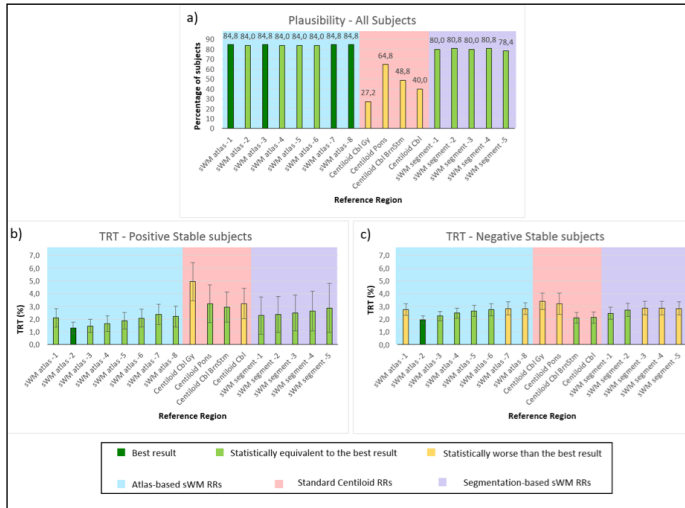 a)
Plausibility - All Subjects
Percentage of subjects
90
80
70
60
50
40
30
20
10
0
84,8 84,0 84,8 84,0 84,0 84,0 84,8 84,8 27,2 64,8 48,8 40,0 80,0 80,8 80,0 80,8 78,4
sWM atlas -1
sWM atlas -2
sWM atlas -3
sWM atlas -4
sWM atlas -5
sWM atlas -6
sWM atlas -7
sWM atlas -8
Centiloid Cbl Gy
Centiloid Pons
Centiloid Cbl BrnStm
Centiloid Cbl
sWM segment -1
sWM segment -2
sWM segment -3
sWM segment -4
sWM segment -5
Reference Region
b)
TRT - Positive Stable subjects
TRT (%)
7,0
6,0
5,0
4,0
3,0
2,0
1,0
0,0
sWM atlas -1
sWM atlas -2
sWM atlas -3
sWM atlas -4
sWM atlas -5
sWM atlas -6
sWM atlas -7
sWM atlas -8
Centiloid Cbl Gy
Centiloid Pons
Centiloid Cbl BrnStm
Centiloid Cbl
sWM segment -1
sWM segment -2
sWM segment -3
sWM segment -4
sWM segment -5
Reference Region
c)
TRT - Negative Stable subjects
TRT (%)
7,0
6,0
5,0
4,0
3,0
2,0
1,0
0,0
sWM atlas -1
sWM atlas -2
sWM atlas -3
sWM atlas -4
sWM atlas -5
sWM atlas -6
sWM atlas -7
sWM atlas -8
Centiloid Cbl Gy
Centiloid Pons
Centiloid Cbl BrnStm
Centiloid Cbl
sWM segment -1
sWM segment -2
sWM segment -3
sWM segment -4
sWM segment -5
Reference Region
Best result
Statistically equivalent to the best result
Statistically worse than the best result
Atlas-based sWM RRs
Standard Centiloid RRs
Segmentation-based sWM RRs